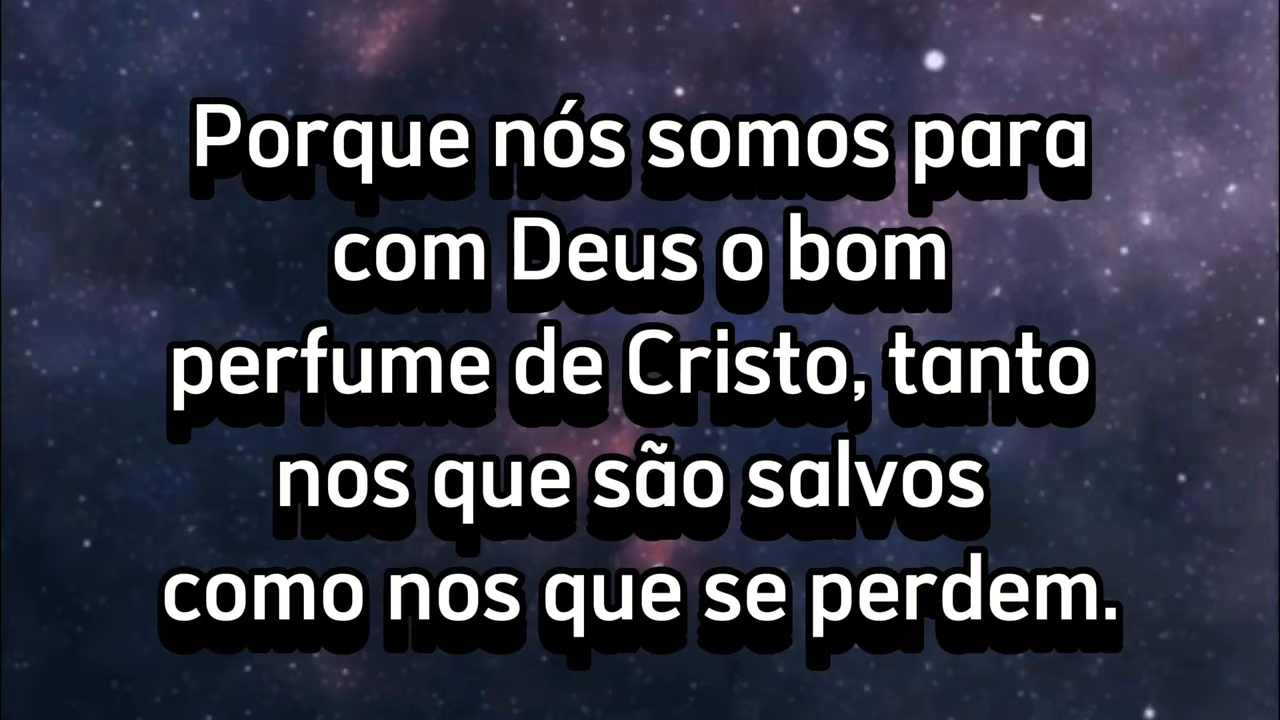 Porque nós somos para
com Deus o bom
perfume de Cristo, tanto
nos que são salvos
como nos que se perdem.